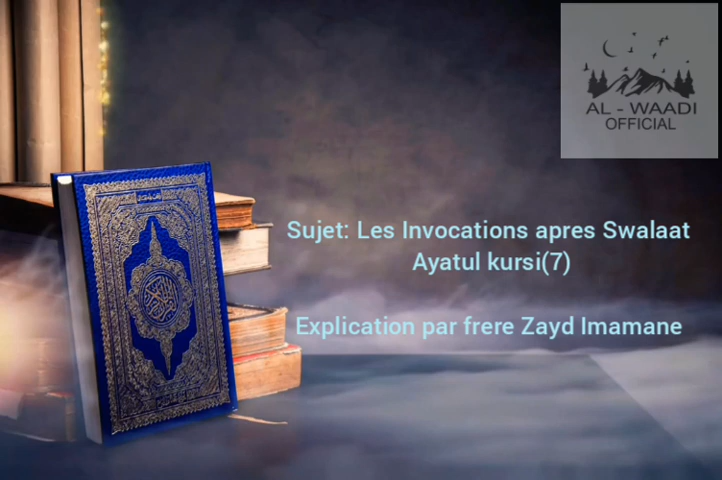 AL - WAADI
OFFICIAL
Sujet: Les Invocations apres Swalaat
Ayatul kursi(7)
Explication par frere Zayd Imamane